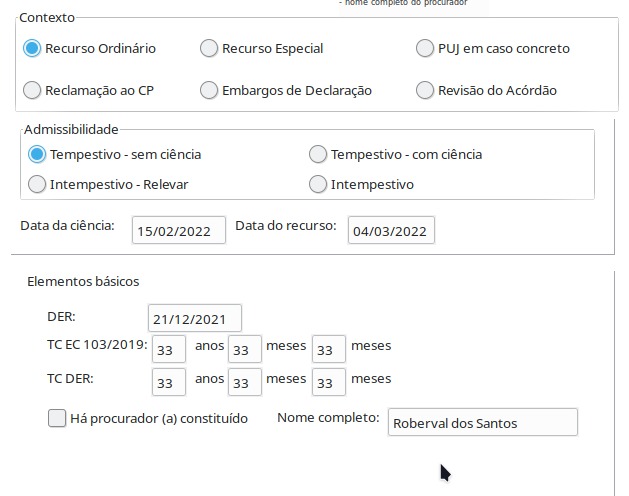 - nome completo do procurador
Contexto
Recurso Ordinário Recurso Especial PUJ em caso concreto
Reclamação ao CP Embargos de Declaração Revisão do Acórdão
Admissibilidade
Tempestivo - sem ciência Tempestivo - com ciência
Intempestivo - Relevar Intempestivo
Data da ciência: 15/02/2022 Data do recurso: 04/03/2022
Elementos básicos
DER: 21/12/2021
TC EC 103/2019: 33 anos 33 meses 33 meses
TC DER: 33 anos 33 meses 33 meses
Há procurador (a) constituído Nome completo: Roberval dos Santos